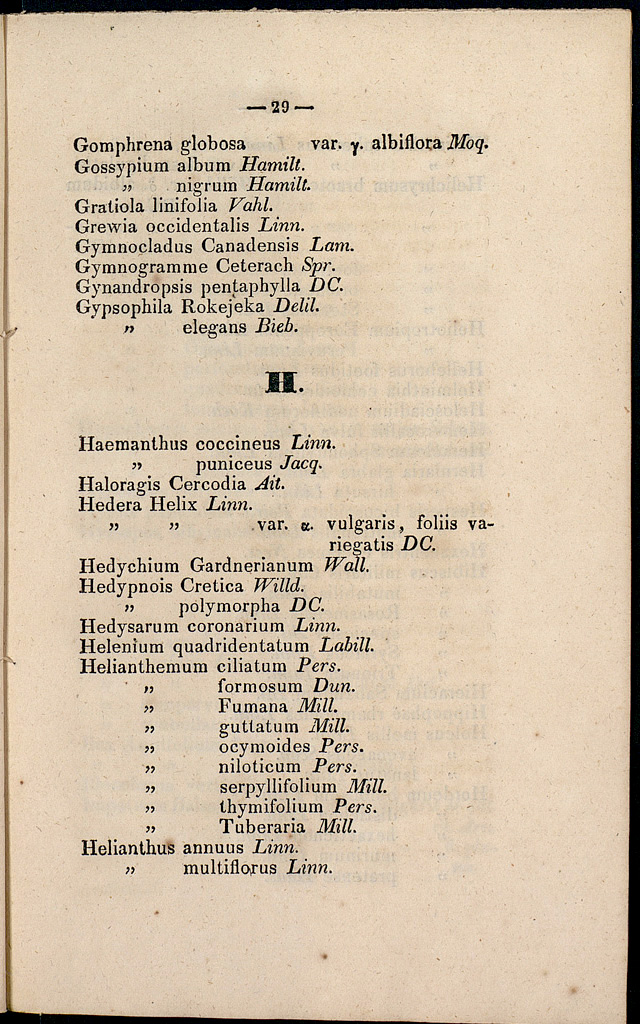 — 29 —
Gomphrena globosa var. γ. albiflora Moq.
Gossypium album Hamilt.
„ nigrum Hamilt.
Gratiola linifolia Vahl.
Grewia occidentalis Linn.
Gymnocladus Canadensis Lam.
Gymnogramme Ceterach Spr.
Gynandropsis pentaphylla DC.
Gypsophila Rokejeka Delil.
„ elegans Bieb.
H.
Haemanthus coccineus Linn.
„ puniceus Jacq.
Haloragis Cercodia Ait.
Hedera Helix Linn.
„ „ var. α. vulgaris, foliis va-
riegatis DC.
Hedychium Gardnerianum Wall.
Hedypnois Cretica Willd.
„ polymorpha DC.
Hedysarum coronarium Linn.
Helenium quadridentatum Labill.
Helianthemum ciliatum Pers.
„ formosum Dun.
„ Fumana Mill.
„ guttatum Mill.
„ ocymoides Pers.
„ niloticum Pers.
„ serpyllifolium Mill.
„ thymifolium Pers.
„ Tuberaria Mill.
Helianthus annuus Linn.
„ multiflorus Linn.